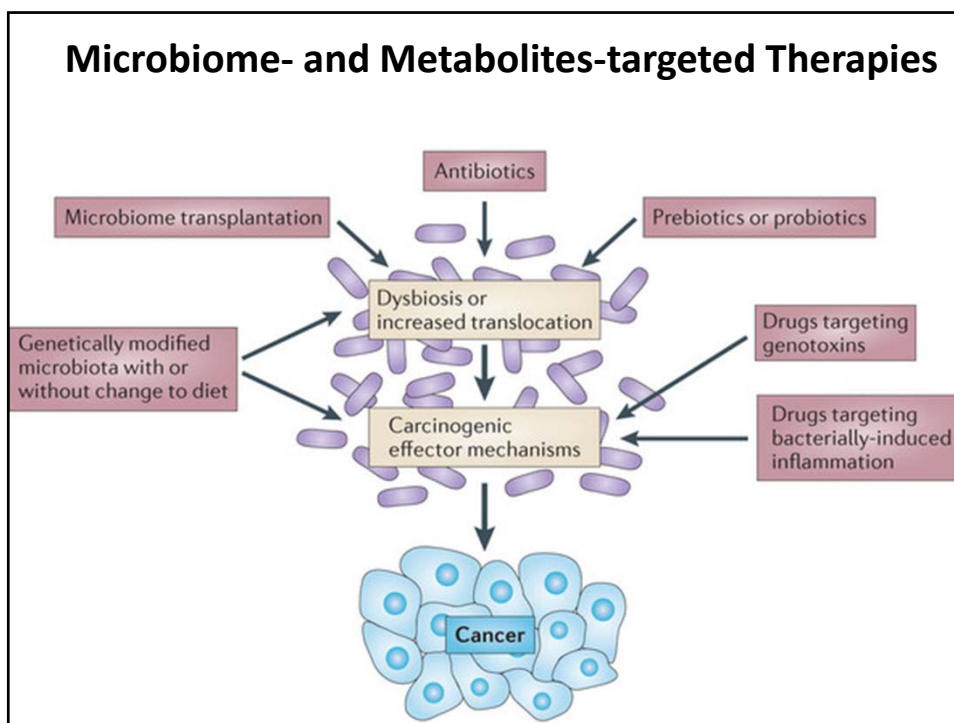 Microbiome- and Metabolites-targeted Therapies
Antibiotics
Microbiome transplantation
Prebiotics or probiotics
Dysbiosis or
increased translocation
Genetically modified
microbiota with or
without change to diet
Drugs targeting
genotoxins
Carcinogenic
effector mechanisms
Drugs targeting
bacterially-induced
inflammation
Cancer